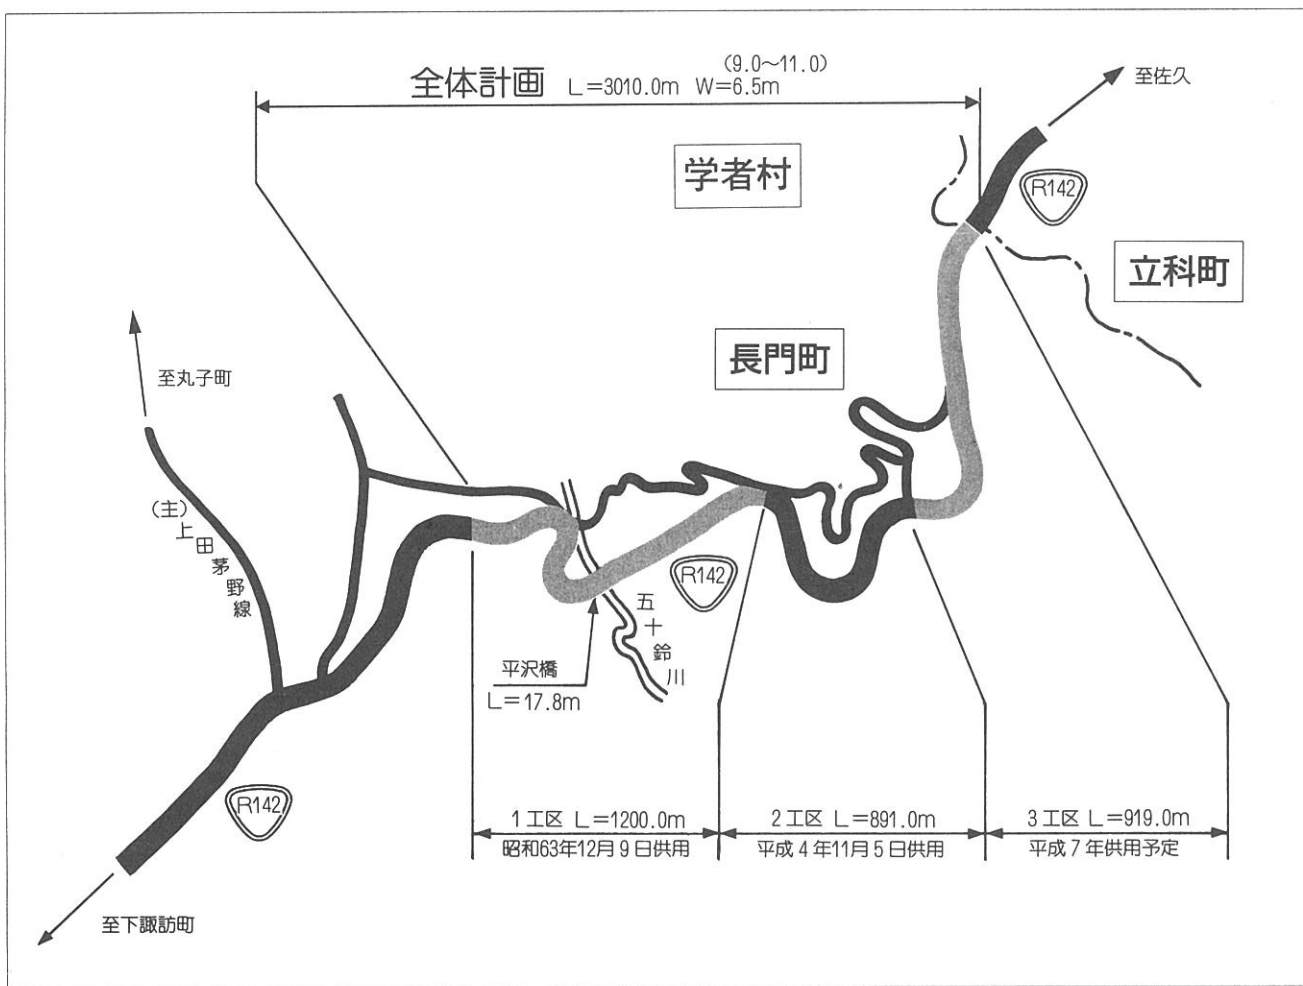 (9.0〜11.0)
全体計画 L=3010.0m W=6.5m
至佐久
学者村
R142
立科町
長門町
至丸子町
(主)上田茅野線
R142
五十鈴川
平沢橋
L=17.8m
R142
1工区 L=1200.0m
昭和63年12月9日供用
2工区 L=891.0m
平成4年11月5日供用
3工区 L=919.0m
平成7年供用予定
至下諏訪町